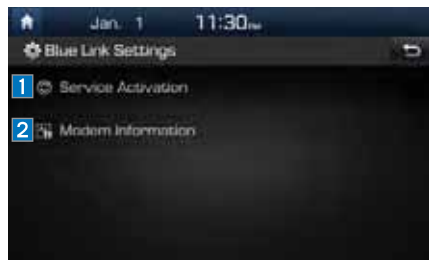 Jan. 1 11:30PM
Blue Link Settings
1 Service Activation
2 Modem Information